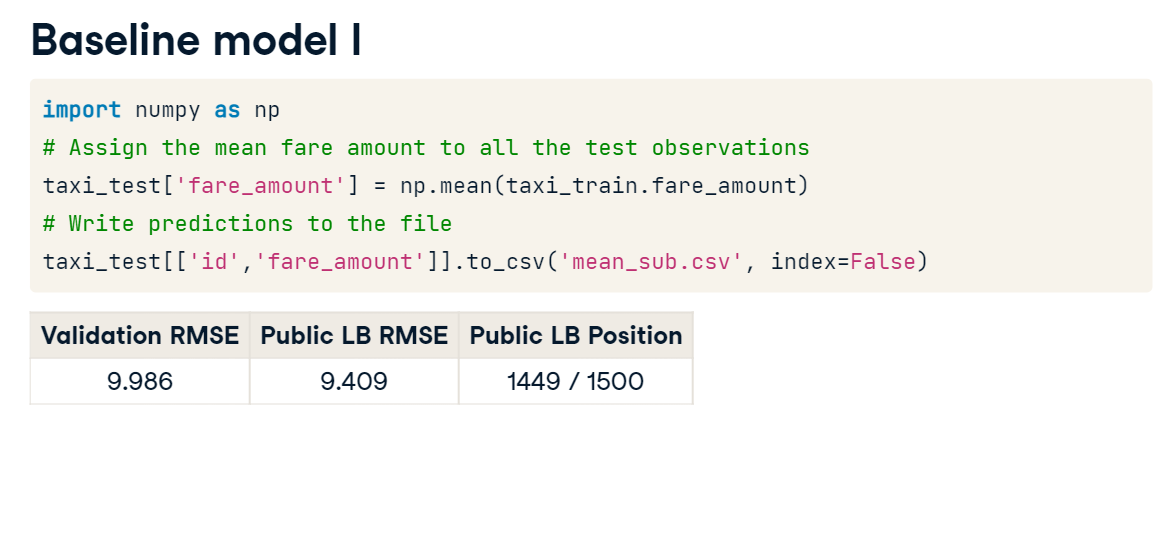 Baseline model I
import numpy as np
# Assign the mean fare amount to all the test observations
taxi_test['fare_amount'] = np.mean(taxi_train.fare_amount)
# Write predictions to the file
taxi_test[['id','fare_amount']].to_csv('mean_sub.csv', index=False)
Validation RMSE Public LB RMSE Public LB Position
9.986 9.409 1449 / 1500